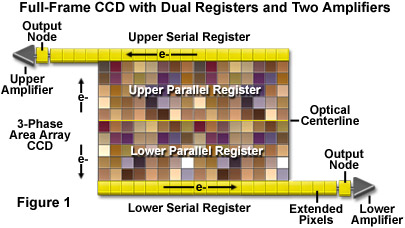 Full-Frame CCD with Dual Registers and Two Amplifiers
Output
Node
Upper Serial Register
e-
Upper
Amplifier
e-
Upper Parallel Register
Optical
Centerline
3-Phase
Area Array
CCD
Lower Parallel Register
e-
Output
Node
e-
Figure 1
Lower Serial Register
Extended
Pixels
Lower
Amplifier